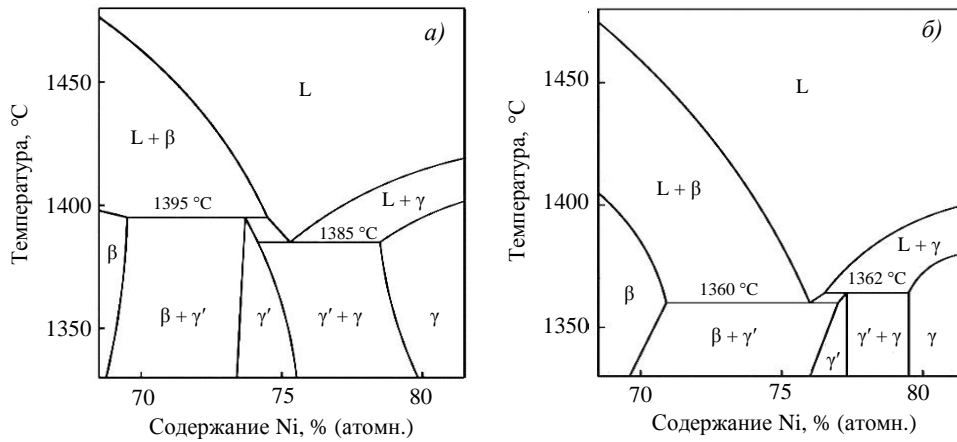 а)
Температура, °C
1450
1400
1350
L
L + β
1395 °C
L + γ
1385 °C
β
β + γ′
γ′
γ′ + γ
γ
70
75
80
Содержание Ni, % (атомн.)
б)
Температура, °C
1450
1400
1350
L
L + β
L + γ
1360 °C
1362 °C
β
β + γ′
γ′
γ′ + γ
γ
70
75
80
Содержание Ni, % (атомн.)